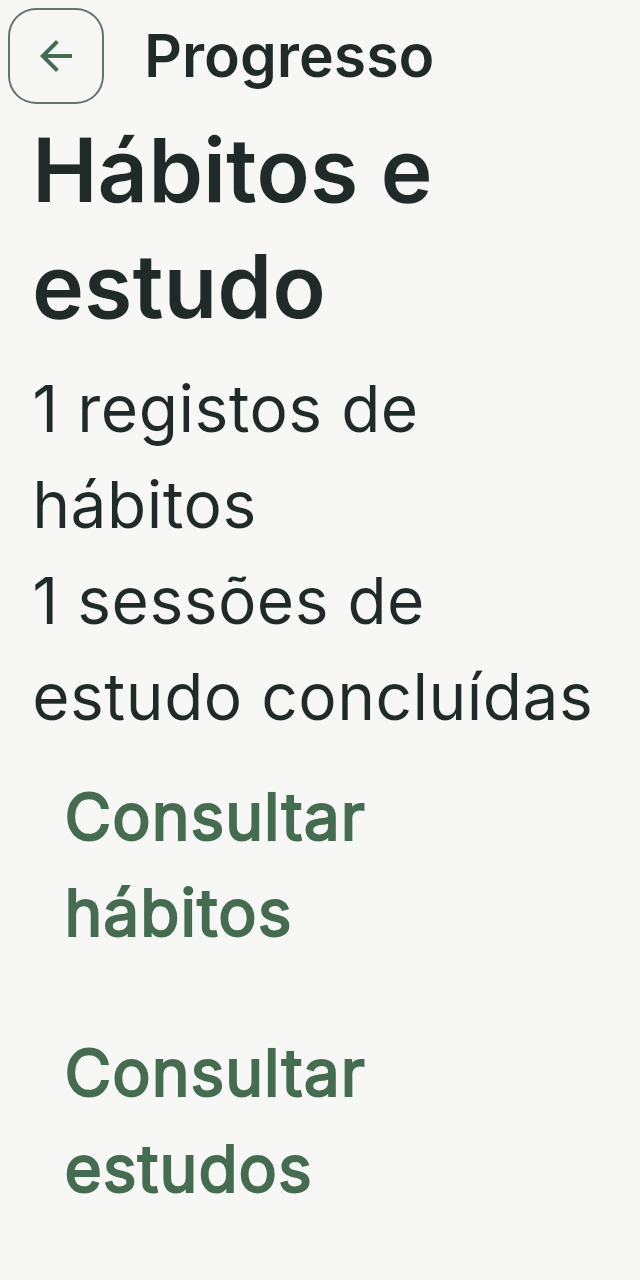 Progresso
Hábitos e
estudo
1 registos de
hábitos
1 sessões de
estudo concluídas
Consultar
hábitos
Consultar
estudos